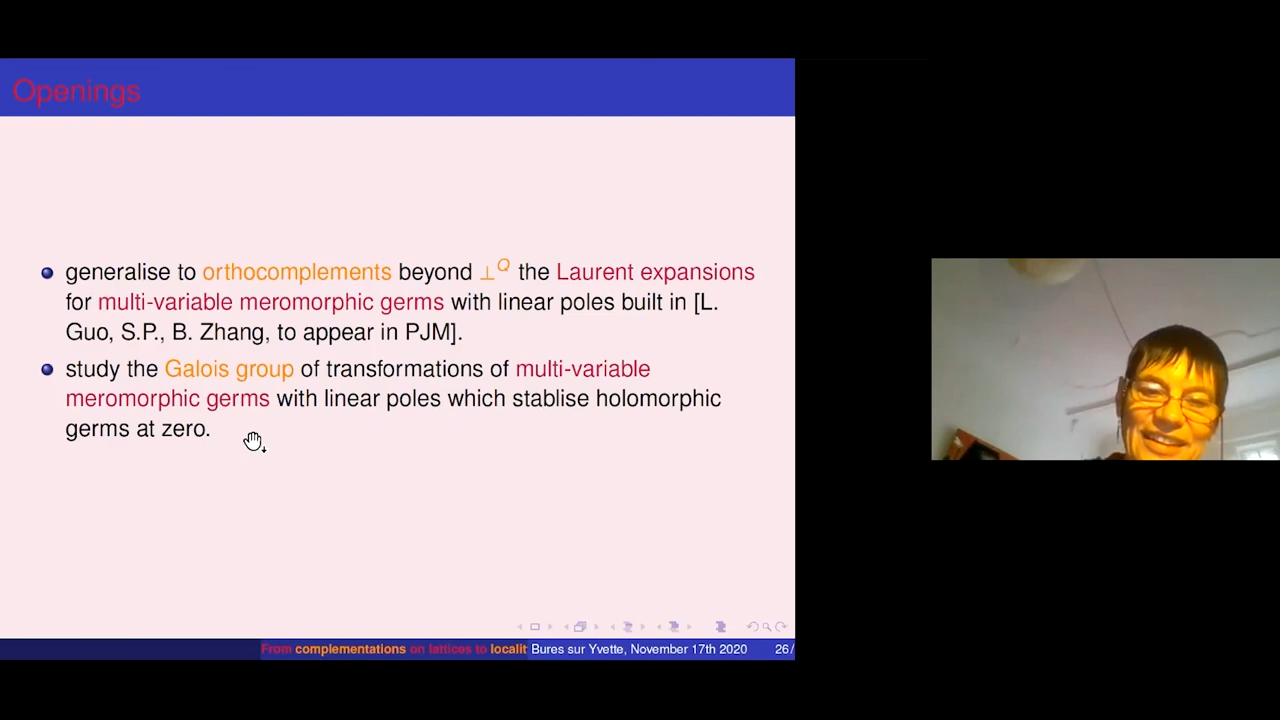 Openings
generalise to orthocomplements beyond ⊥Q the Laurent expansions
for multi-variable meromorphic germs with linear poles built in [L.
Guo, S.P., B. Zhang, to appear in PJM].
study the Galois group of transformations of multi-variable
meromorphic germs with linear poles which stablise holomorphic
germs at zero.
From complementations on lattices to localit Bures sur Yvette, November 17th 2020 26/